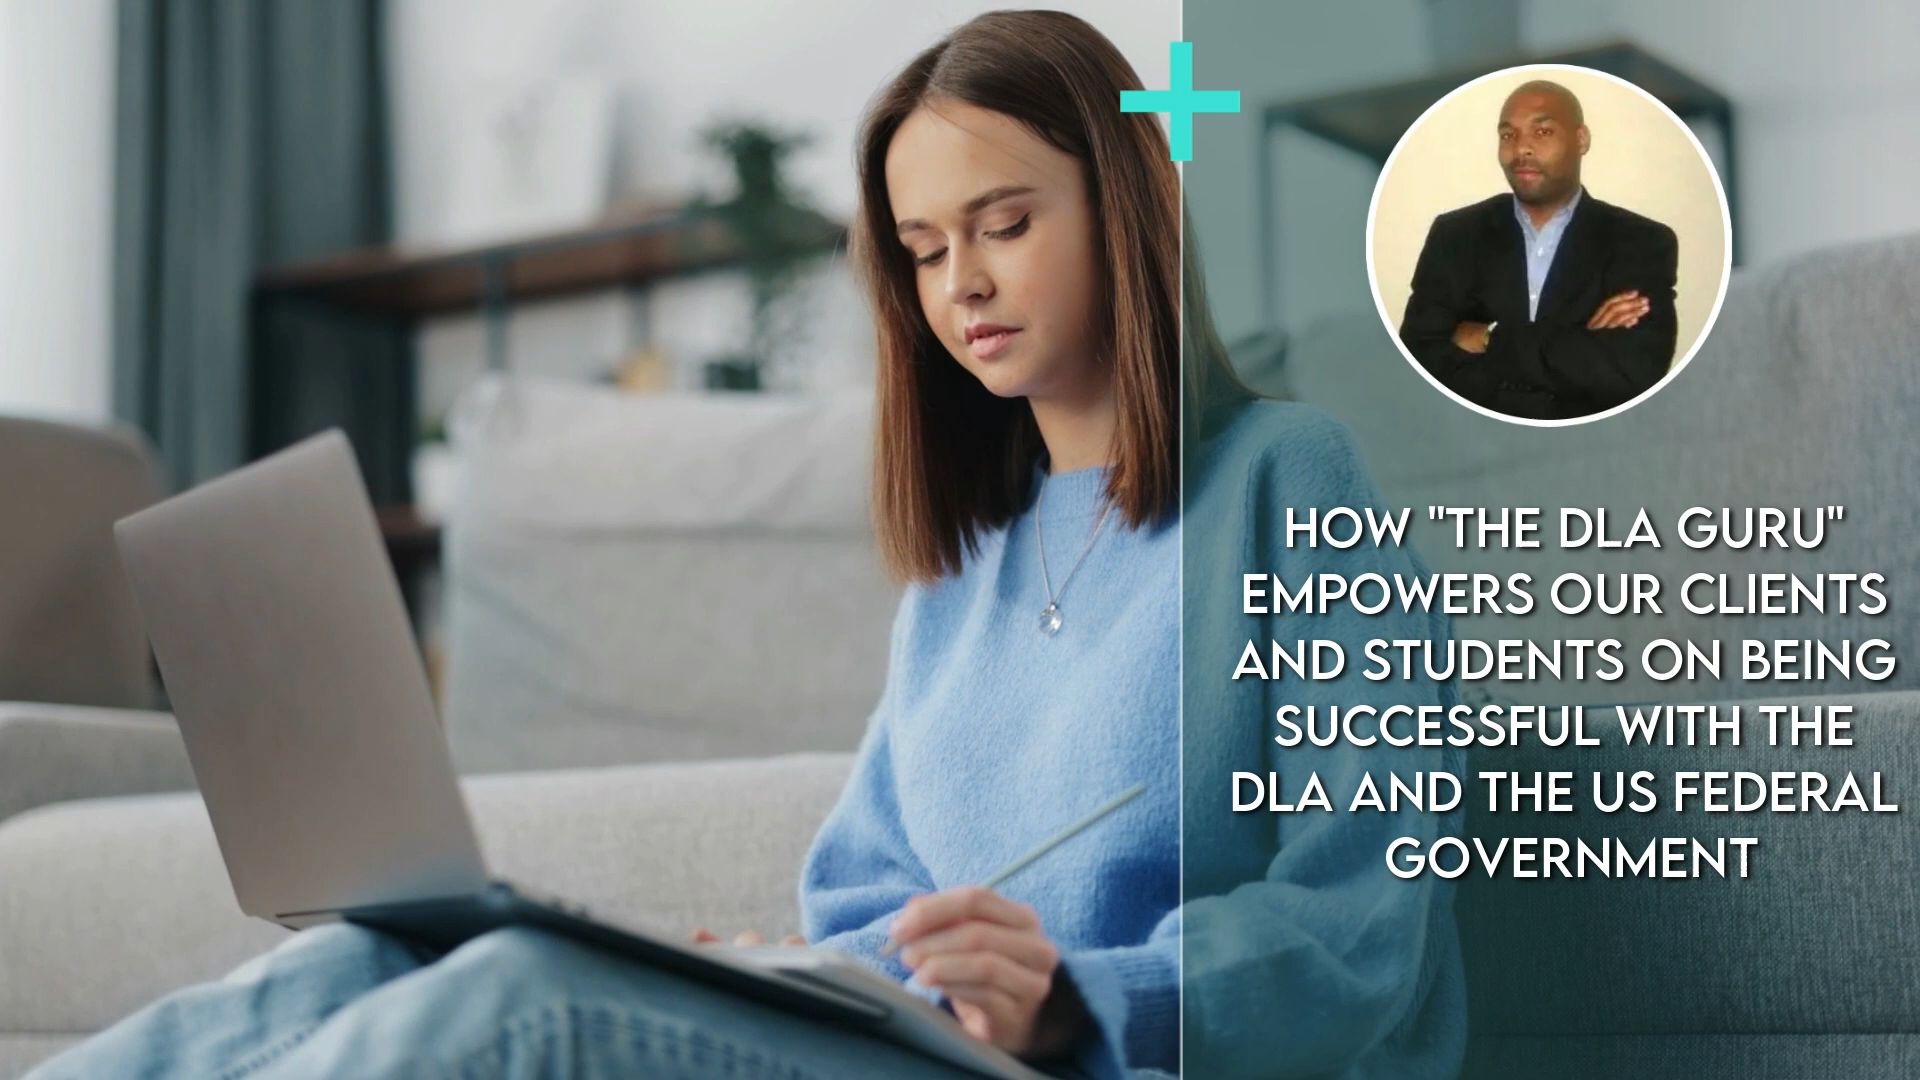 HOW "THE DLA GURU"
EMPOWERS OUR CLIENTS
AND STUDENTS ON BEING
SUCCESSFUL WITH THE
DLA AND THE US FEDERAL
GOVERNMENT